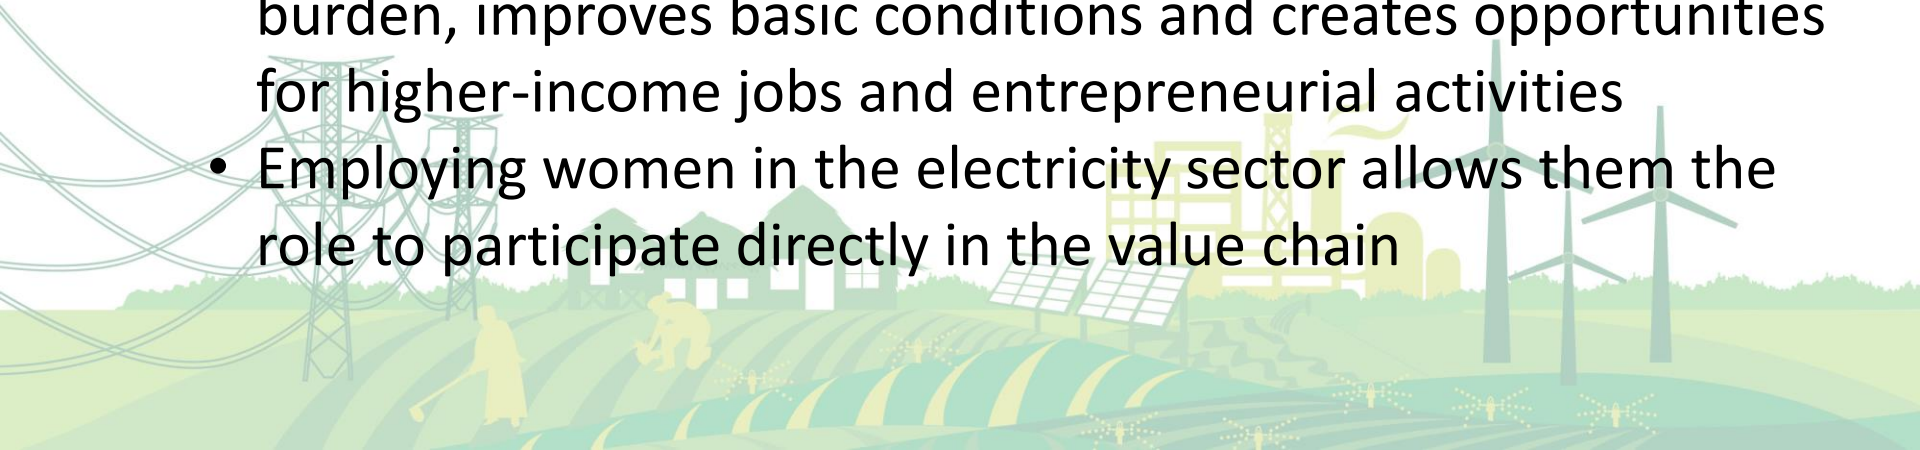 burden, improves basic conditions and creates opportunities
for higher-income jobs and entrepreneurial activities
• Employing women in the electricity sector allows them the
role to participate directly in the value chain